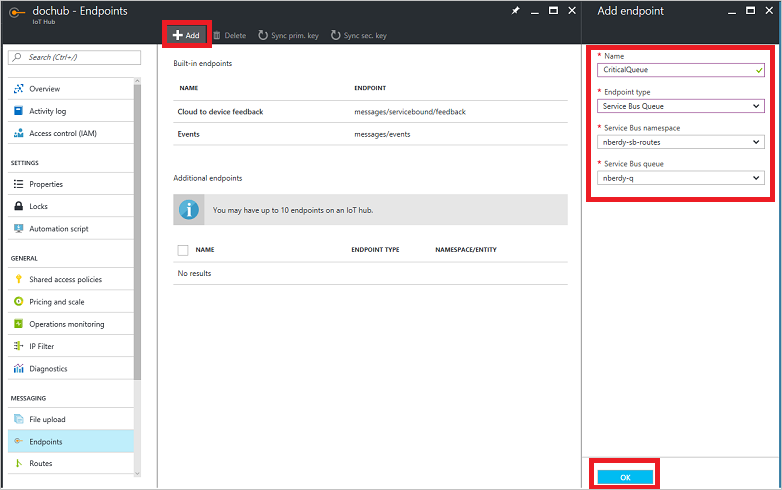 dochub - Endpoints
IoT Hub
Search (Ctrl+/)
Overview
Activity log
Access control (IAM)
SETTINGS
Properties
Locks
Automation script
GENERAL
Shared access policies
Pricing and scale
Operations monitoring
IP Filter
Diagnostics
MESSAGING
File upload
Endpoints
Routes
Add Delete Sync prim. key Sync sec. key
Built-in endpoints
NAME ENDPOINT
Cloud to device feedback messages/servicebound/feedback
Events messages/events
Additional endpoints
You may have up to 10 endpoints on an IoT hub.
NAME ENDPOINT TYPE NAMESPACE/ENTITY
No results
Add endpoint
* Name
CriticalQueue
* Endpoint type
Service Bus Queue
* Service Bus namespace
nberdy-sb-routes
* Service Bus queue
nberdy-q
OK